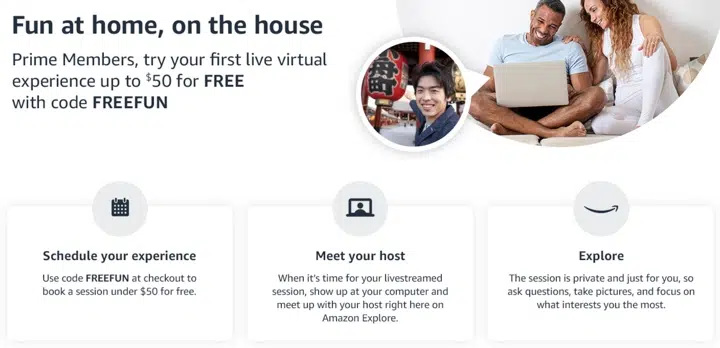 Fun at home, on the house
Prime Members, try your first live virtual
experience up to $50 for FREE
with code FREEFUN
Schedule your experience
Use code FREEFUN at checkout to
book a session under $50 for free.
Meet your host
When it's time for your livestreamed
session, show up at your computer and
meet up with your host right here on
Amazon Explore.
Explore
The session is private and just for you, so
ask questions, take pictures, and focus on
what interests you the most.